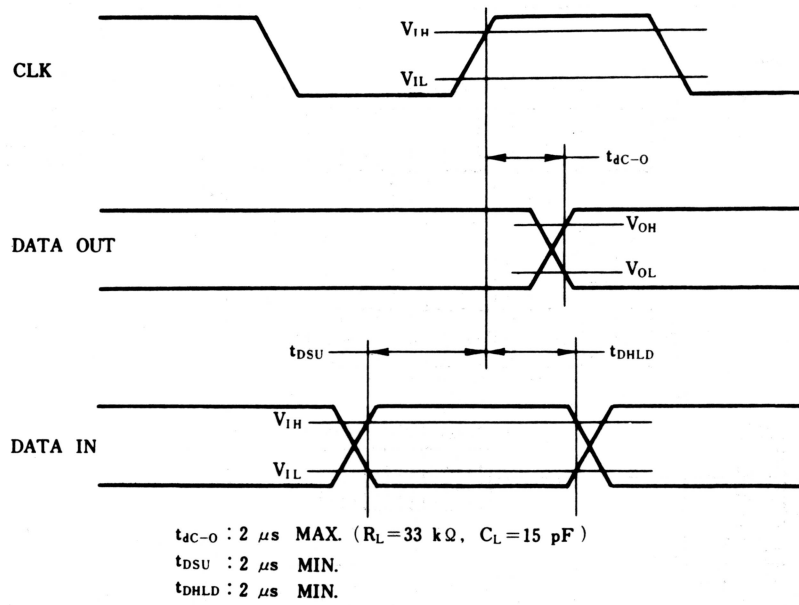 CLK
VIH
VIL
tdC-O
DATA OUT
VOH
VOL
tDSU
tDHLD
DATA IN
VIH
VIL
tdC-O : 2 μs MAX. (RL=33 kΩ, CL=15 pF)
tDSU : 2 μs MIN.
tDHLD : 2 μs MIN.